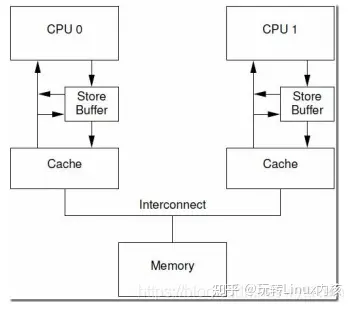 CPU 0
CPU 1
Store
Buffer
Store
Buffer
Cache
Cache
Interconnect
Memory
知乎 @玩转Linux内核